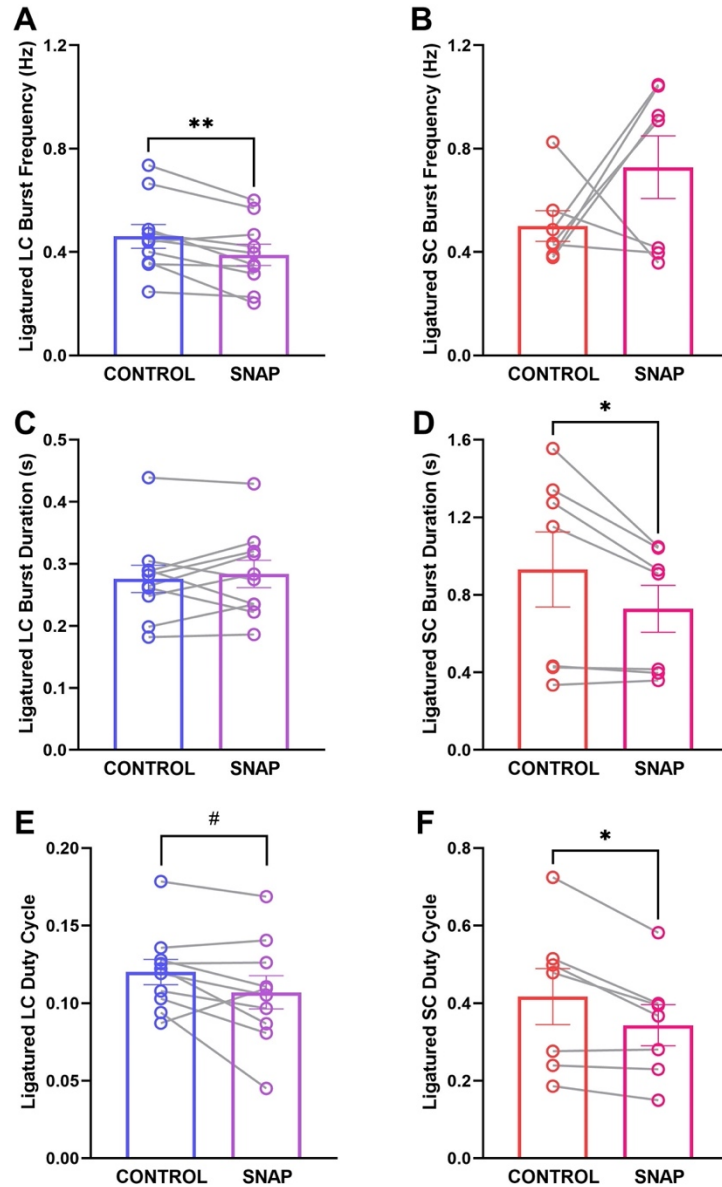 A
Ligatured LC Burst Frequency (Hz)
1.2
0.8
0.4
0.0
**
CONTROL SNAP
B
Ligatured SC Burst Frequency (Hz)
1.2
0.8
0.4
0.0
CONTROL SNAP
C
Ligatured LC Burst Duration (s)
0.5
0.4
0.3
0.2
0.1
0.0
CONTROL SNAP
D
Ligatured SC Burst Duration (s)
1.6
1.2
0.8
0.4
0.0
*
CONTROL SNAP
E
Ligatured LC Duty Cycle
0.20
0.15
0.10
0.05
0.00
#
CONTROL SNAP
F
Ligatured SC Duty Cycle
0.8
0.6
0.4
0.2
0.0
*
CONTROL SNAP